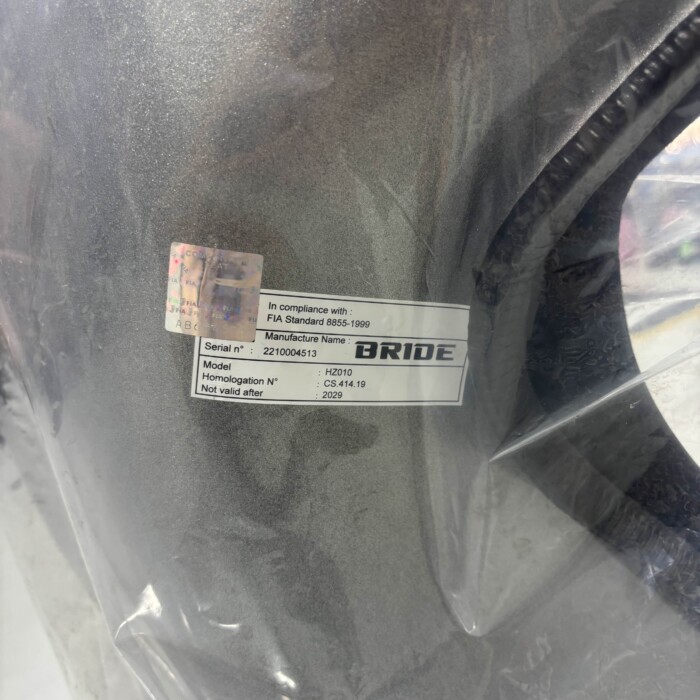 In compliance with :
FIA Standard 8855-1999
Manufacture Name : BRIDE
Serial n° : 2210004513
Model : HZ010
Homologation N° : CS.414.19
Not valid after : 2029